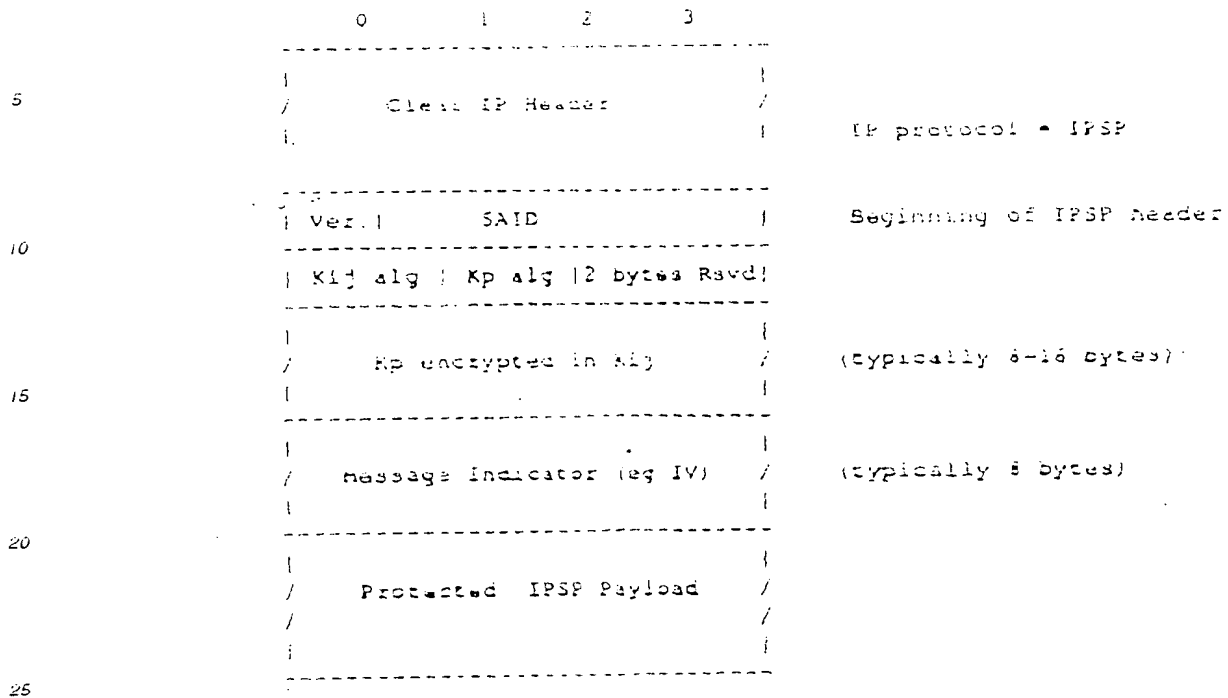 0 1 2 3
5
Clear IP Header
IP protocol = IPSP
| Ver.| SAID | Beginning of IPSP header
10
| Kij alg | Kp alg |2 bytes Rsvd|
Kp encrypted in Kij (typically 8-16 bytes)
15
Message Indicator (eg IV) (typically 8 bytes)
20
Protected IPSP Payload
25